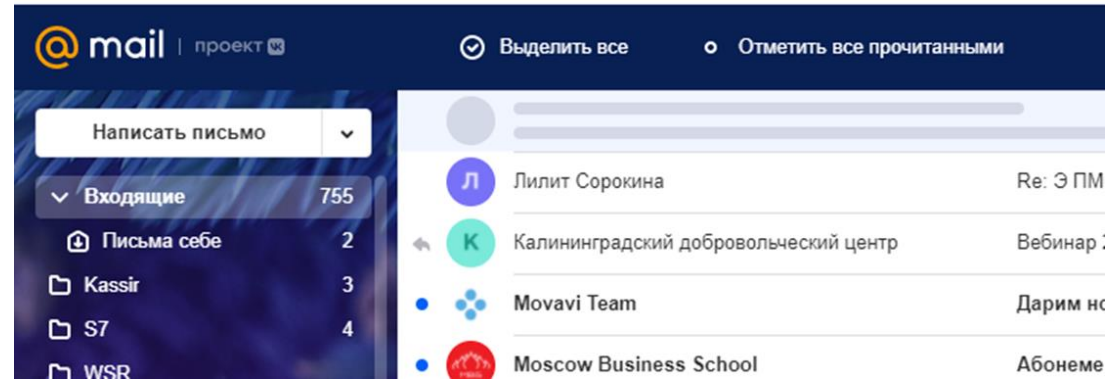 @ mail | проект VK
Выделить все
Отметить все прочитанными
Написать письмо
Входящие 755
Письма себе 2
Kassir 3
S7 4
WSR
Л Лилит Сорокина Re: Э ПМ
К Калининградский добровольческий центр Вебинар
Movavi Team Дарим
Moscow Business School Абонеме